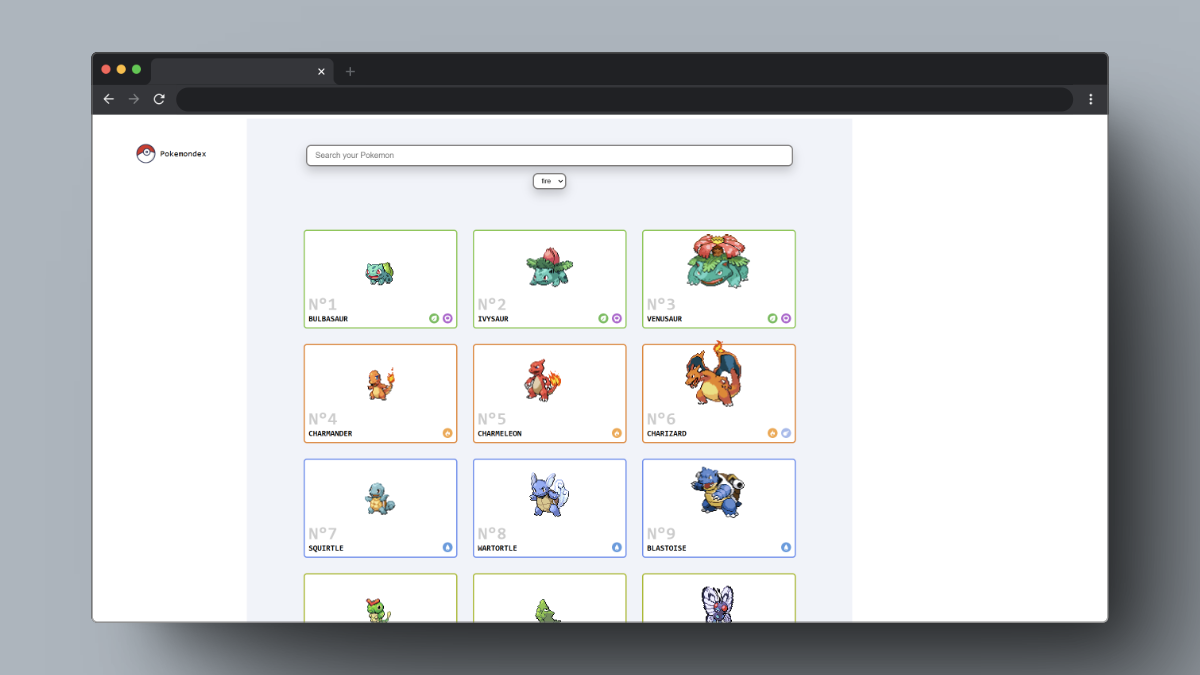 Pokemondex
Search your Pokemon
fire
N°1
BULBASAUR
N°2
IVYSAUR
N°3
VENUSAUR
N°4
CHARMANDER
N°5
CHARMELEON
N°6
CHARIZARD
N°7
SQUIRTLE
N°8
WARTORTLE
N°9
BLASTOISE